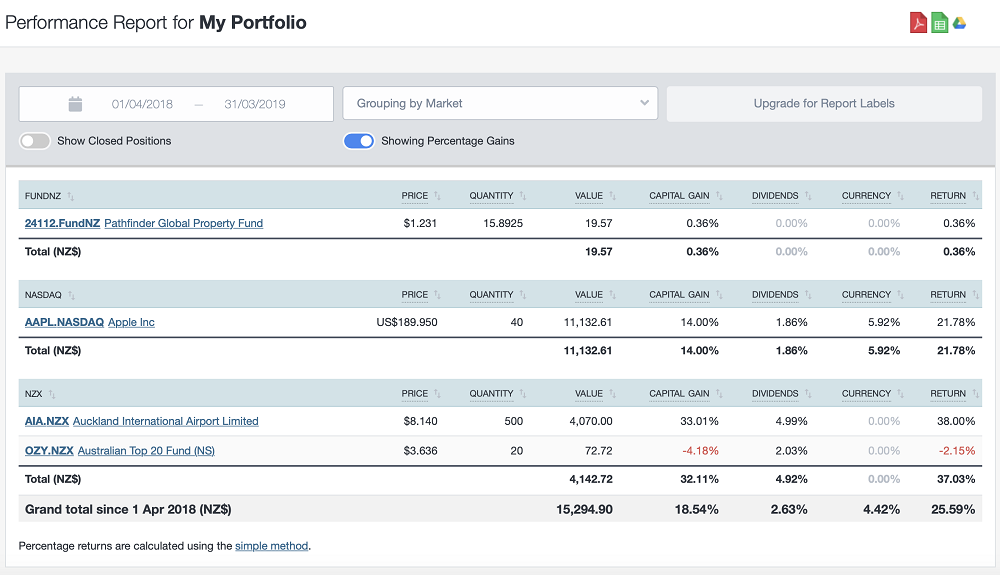 Performance Report for My Portfolio
01/04/2018 — 31/03/2019
Grouping by Market
Upgrade for Report Labels
Show Closed Positions
Showing Percentage Gains
FUNDNZ PRICE QUANTITY VALUE CAPITAL GAIN DIVIDENDS CURRENCY RETURN
24112.FundNZ Pathfinder Global Property Fund $1.231 15.8925 19.57 0.36% 0.00% 0.00% 0.36%
Total (NZ$) 19.57 0.36% 0.00% 0.00% 0.36%
NASDAQ PRICE QUANTITY VALUE CAPITAL GAIN DIVIDENDS CURRENCY RETURN
AAPL.NASDAQ Apple Inc US$189.950 40 11,132.61 14.00% 1.86% 5.92% 21.78%
Total (NZ$) 11,132.61 14.00% 1.86% 5.92% 21.78%
NZX PRICE QUANTITY VALUE CAPITAL GAIN DIVIDENDS CURRENCY RETURN
AIA.NZX Auckland International Airport Limited $8.140 500 4,070.00 33.01% 4.99% 0.00% 38.00%
OZY.NZX Australian Top 20 Fund (NS) $3.636 20 72.72 -4.18% 2.03% 0.00% -2.15%
Total (NZ$) 4,142.72 32.11% 4.92% 0.00% 37.03%
Grand total since 1 Apr 2018 (NZ$) 15,294.90 18.54% 2.63% 4.42% 25.59%
Percentage returns are calculated using the simple method.